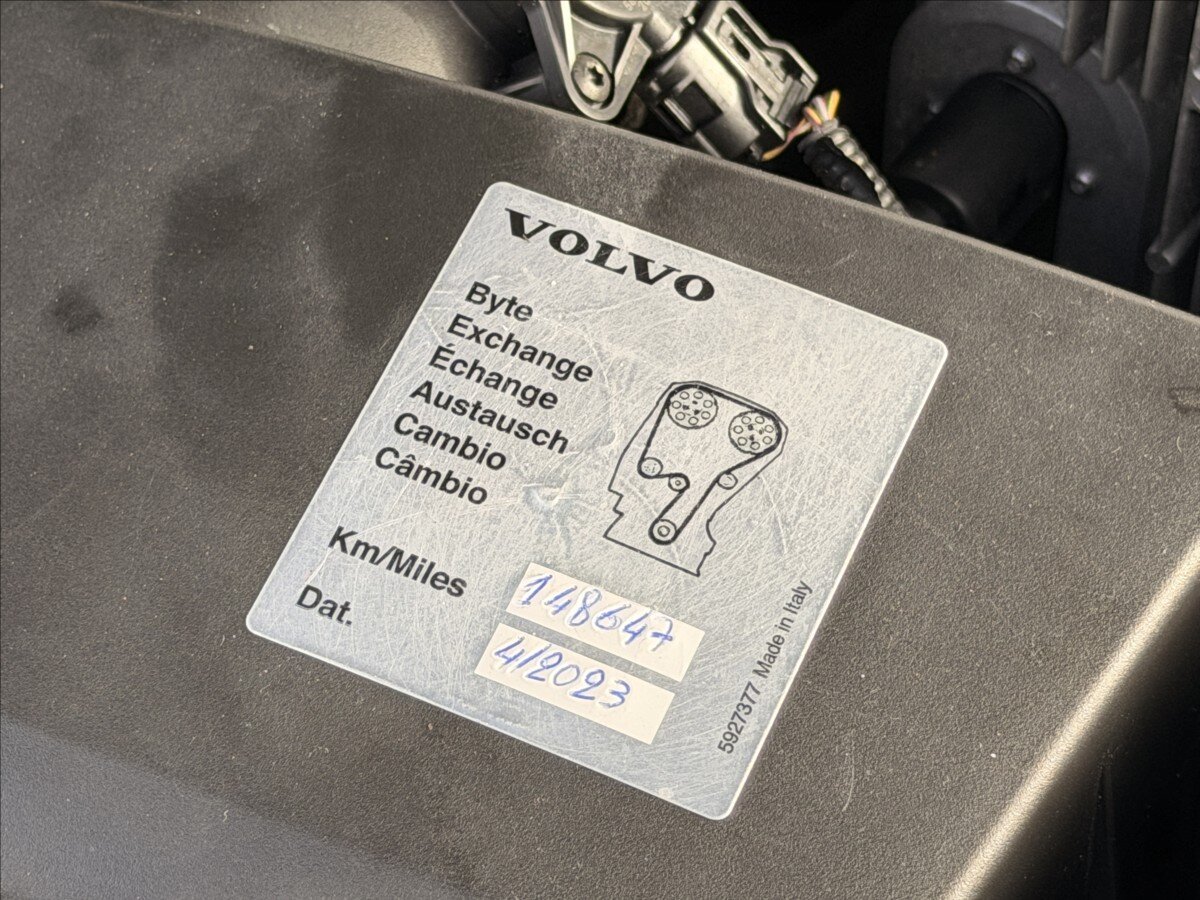 VOLVO
Byte
Exchange
Échange
Austausch
Cambio
Câmbio
Km/Miles 148647
Dat. 4/2023
5927377 Made in Italy